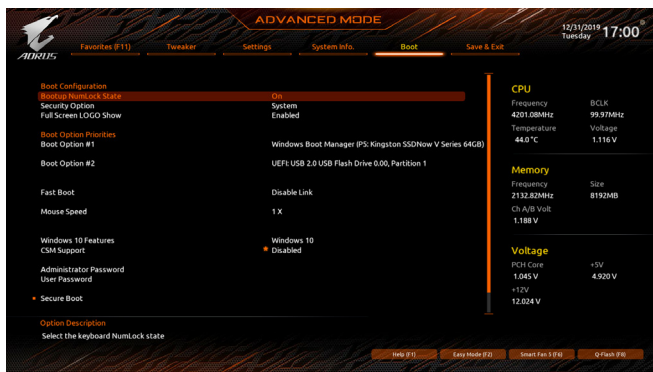 ADVANCED MODE
12/31/2019 Tuesday 17:00
AORUS
Favorites (F11) Tweaker Settings System Info. Boot Save & Exit
Boot Configuration
Bootup NumLock State On
Security Option System
Full Screen LOGO Show Enabled
Boot Option Priorities
Boot Option #1 Windows Boot Manager (P5: Kingston SSDNow V Series 64GB)
Boot Option #2 UEFI: USB 2.0 USB Flash Drive 0.00, Partition 1
Fast Boot Disable Link
Mouse Speed 1 X
Windows 10 Features Windows 10
CSM Support Disabled
Administrator Password
User Password
Secure Boot
CPU
Frequency BCLK
4201.08MHz 99.97MHz
Temperature Voltage
44.0 °C 1.116 V
Memory
Frequency Size
2132.82MHz 8192MB
Ch A/B Volt
1.188 V
Voltage
PCH Core +5V
1.045 V 4.920 V
+12V
12.024 V
Option Description
Select the keyboard NumLock state
Help (F1) Easy Mode (F2) Smart Fan 5 (F6) Q-Flash (F8)